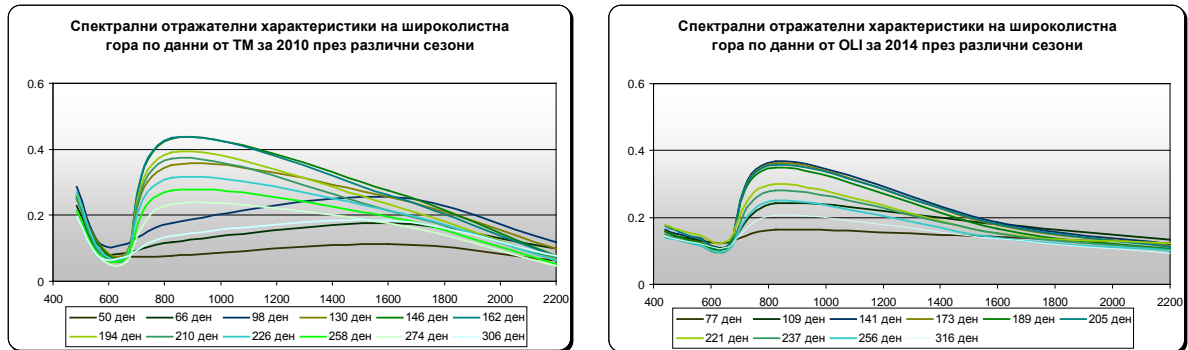 Спектрални отражателни характеристики на широколистна
гора по данни от ТМ за 2010 през различни сезони
0.6
0.4
0.2
0
400 600 800 1000 1200 1400 1600 1800 2000 2200
50 ден 66 ден 98 ден 130 ден 146 ден 162 ден
194 ден 210 ден 226 ден 258 ден 274 ден 306 ден
Спектрални отражателни характеристики на широколистна
гора по данни от OLI за 2014 през различни сезони
0.6
0.4
0.2
0
400 600 800 1000 1200 1400 1600 1800 2000 2200
77 ден 109 ден 141 ден 173 ден 189 ден 205 ден
221 ден 237 ден 256 ден 316 ден